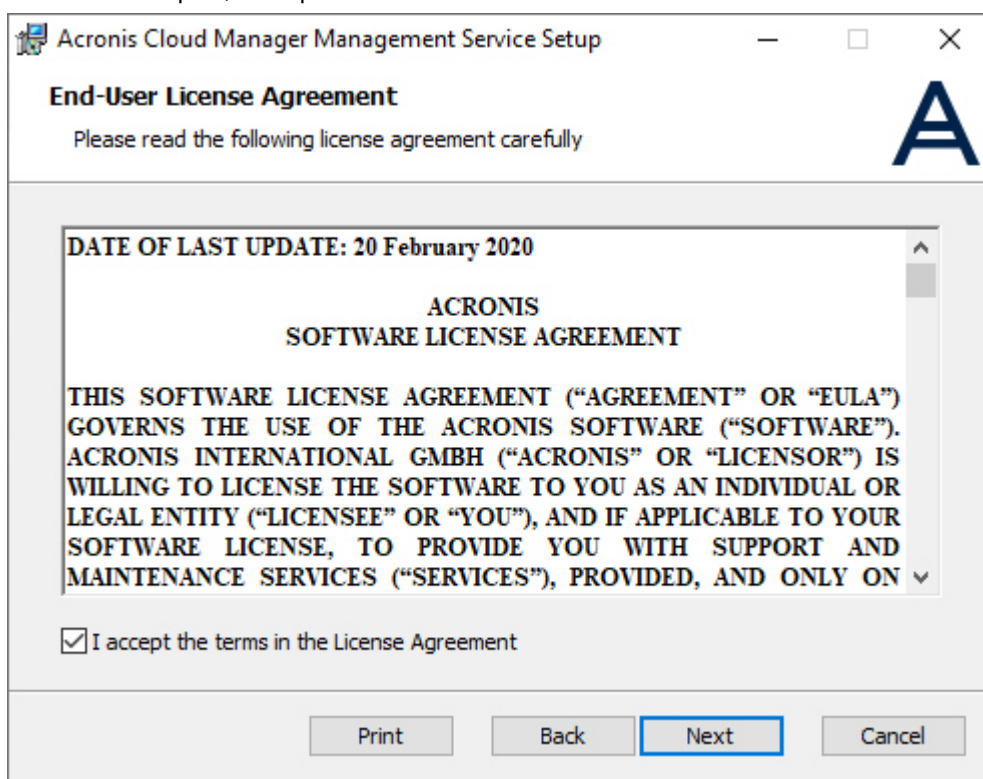 Acronis Cloud Manager Management Service Setup
End-User License Agreement
Please read the following license agreement carefully
DATE OF LAST UPDATE: 20 February 2020
ACRONIS
SOFTWARE LICENSE AGREEMENT
THIS SOFTWARE LICENSE AGREEMENT (“AGREEMENT” OR “EULA”)
GOVERNS THE USE OF THE ACRONIS SOFTWARE (“SOFTWARE”).
ACRONIS INTERNATIONAL GMBH (“ACRONIS” OR “LICENSOR”) IS
WILLING TO LICENSE THE SOFTWARE TO YOU AS AN INDIVIDUAL OR
LEGAL ENTITY (“LICENSEE” OR “YOU”), AND IF APPLICABLE TO YOUR
SOFTWARE LICENSE, TO PROVIDE YOU WITH SUPPORT AND
MAINTENANCE SERVICES (“SERVICES”), PROVIDED, AND ONLY ON
I accept the terms in the License Agreement
Print Back Next Cancel